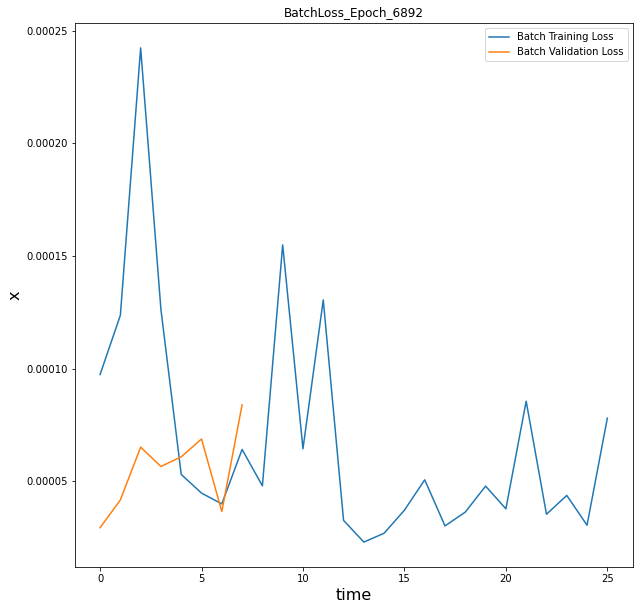 BatchLoss_Epoch_6892
Batch Training Loss
Batch Validation Loss
0.00025
0.00020
0.00015
0.00010
0.00005
x
0 5 10 15 20 25
time